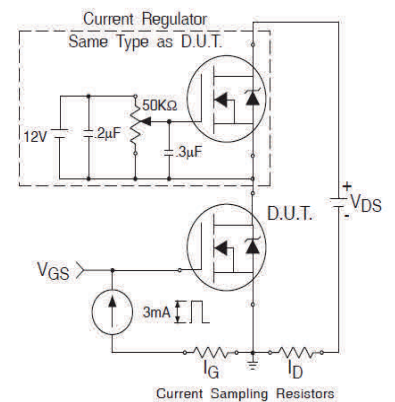 Current Regulator
Same Type as D.U.T.
50KΩ
12V
.2µF
.3µF
+
VDS
-
D.U.T.
VGS
3mA
IG
ID
Current Sampling Resistors